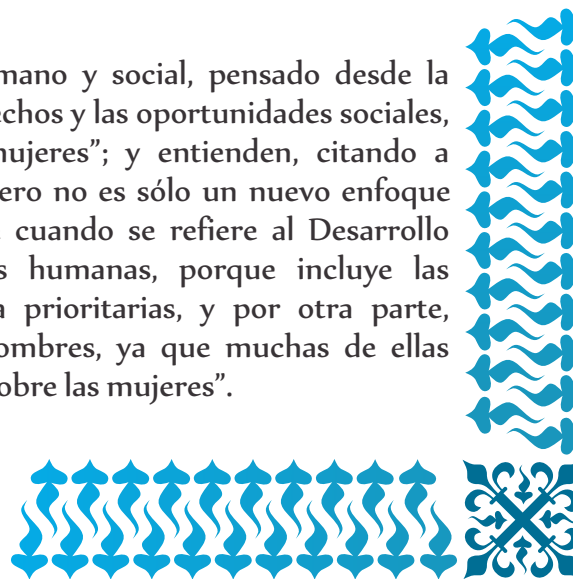 mano y social, pensado desde la
echos y las oportunidades sociales,
mujeres”; y entienden, citando a
ero no es sólo un nuevo enfoque
cuando se refiere al Desarrollo
s humanas, porque incluye las
a prioritarias, y por otra parte,
ombres, ya que muchas de ellas
sobre las mujeres”.